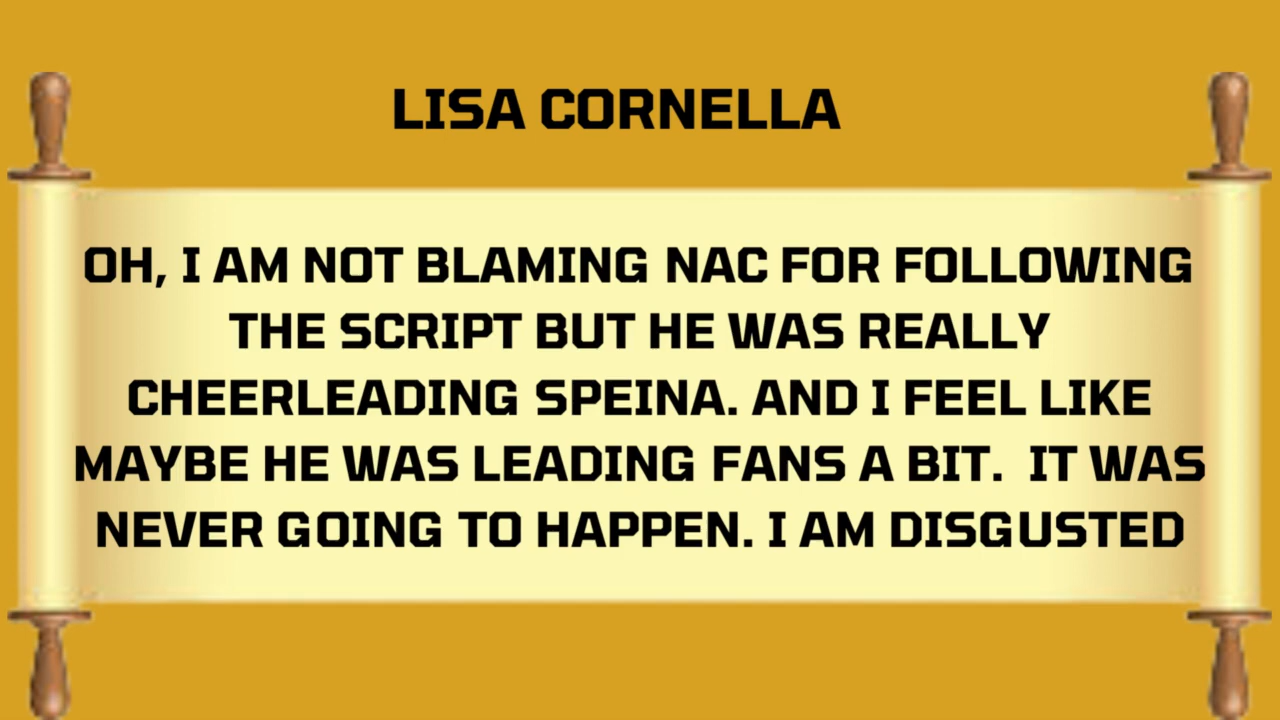 LISA CORNELLA
OH, I AM NOT BLAMING NAC FOR FOLLOWING
THE SCRIPT BUT HE WAS REALLY
CHEERLEADING SPEINA. AND I FEEL LIKE
MAYBE HE WAS LEADING FANS A BIT.  IT WAS
NEVER GOING TO HAPPEN. I AM DISGUSTED